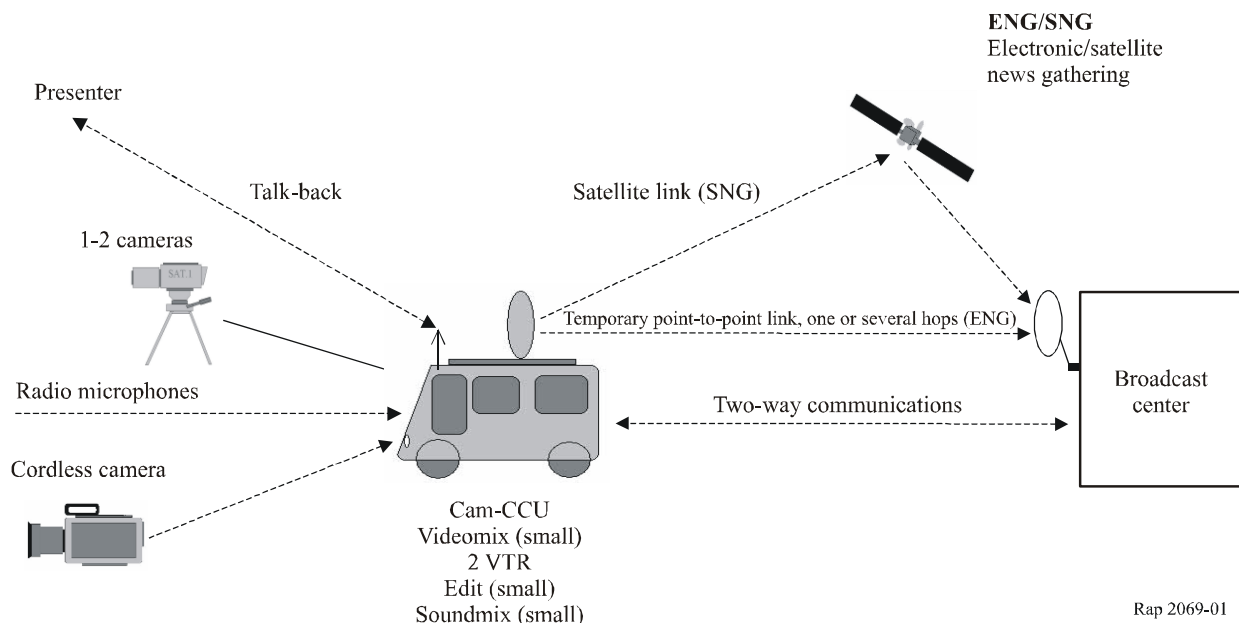 ENG/SNG
Electronic/satellite
news gathering
Presenter
Talk-back
Satellite link (SNG)
1-2 cameras
SAT.1
Temporary point-to-point link, one or several hops (ENG)
Radio microphones
Two-way communications
Broadcast
center
Cordless camera
Cam-CCU
Videomix (small)
2 VTR
Edit (small)
Soundmix (small)
Rap 2069-01